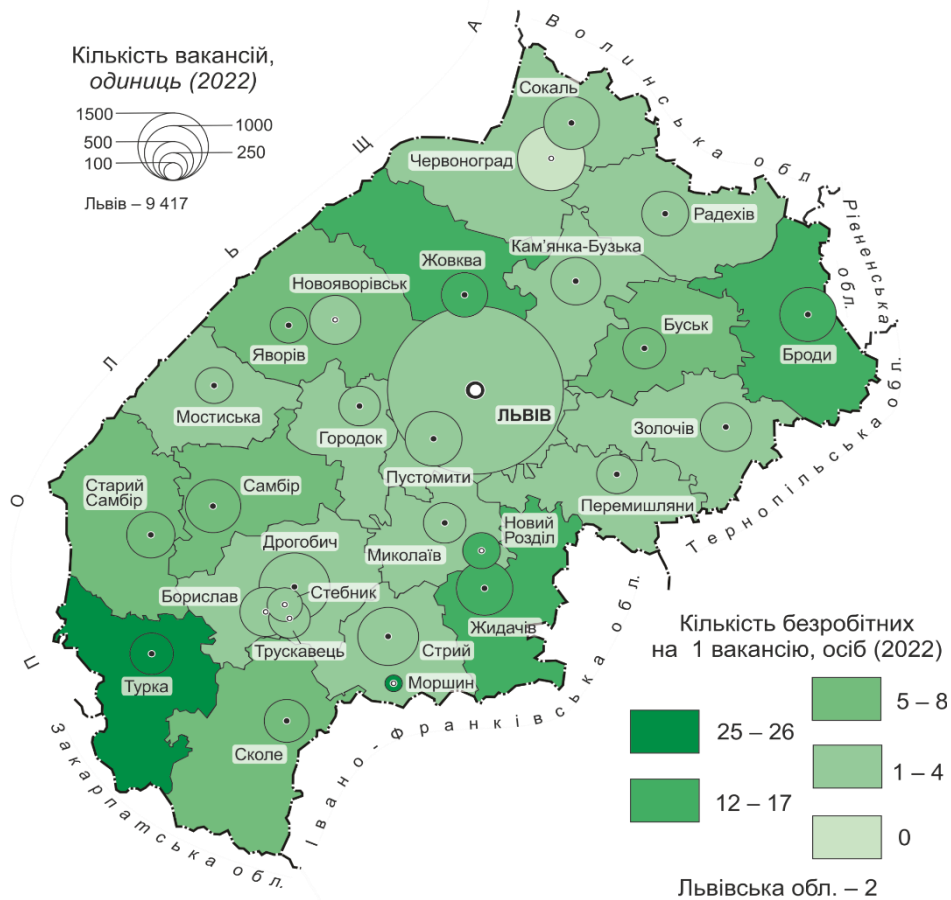 Кількість вакансій,
одиниць (2022)
1500
1000
500
250
100
Львів – 9 417
ПОЛЬЩА
Волинська обл.
Рівненська
обл.
Тернопільська обл.
Івано-Франківська обл.
Закарпатська обл.
Сокаль
Червоноград
Радехів
Кам’янка-Бузька
Жовква
Новояворівськ
Яворів
Буськ
Броди
Мостиська
Городок
ЛЬВІВ
Золочів
Пустомити
Перемишляни
Старий
Самбір
Самбір
Новий
Розділ
Миколаїв
Дрогобич
Стебник
Борислав
Трускавець
Стрий
Жидачів
Моршин
Турка
Сколе
Кількість безробітних
на 1 вакансію, осіб (2022)
25 – 26
12 – 17
5 – 8
1 – 4
0
Львівська обл. – 2